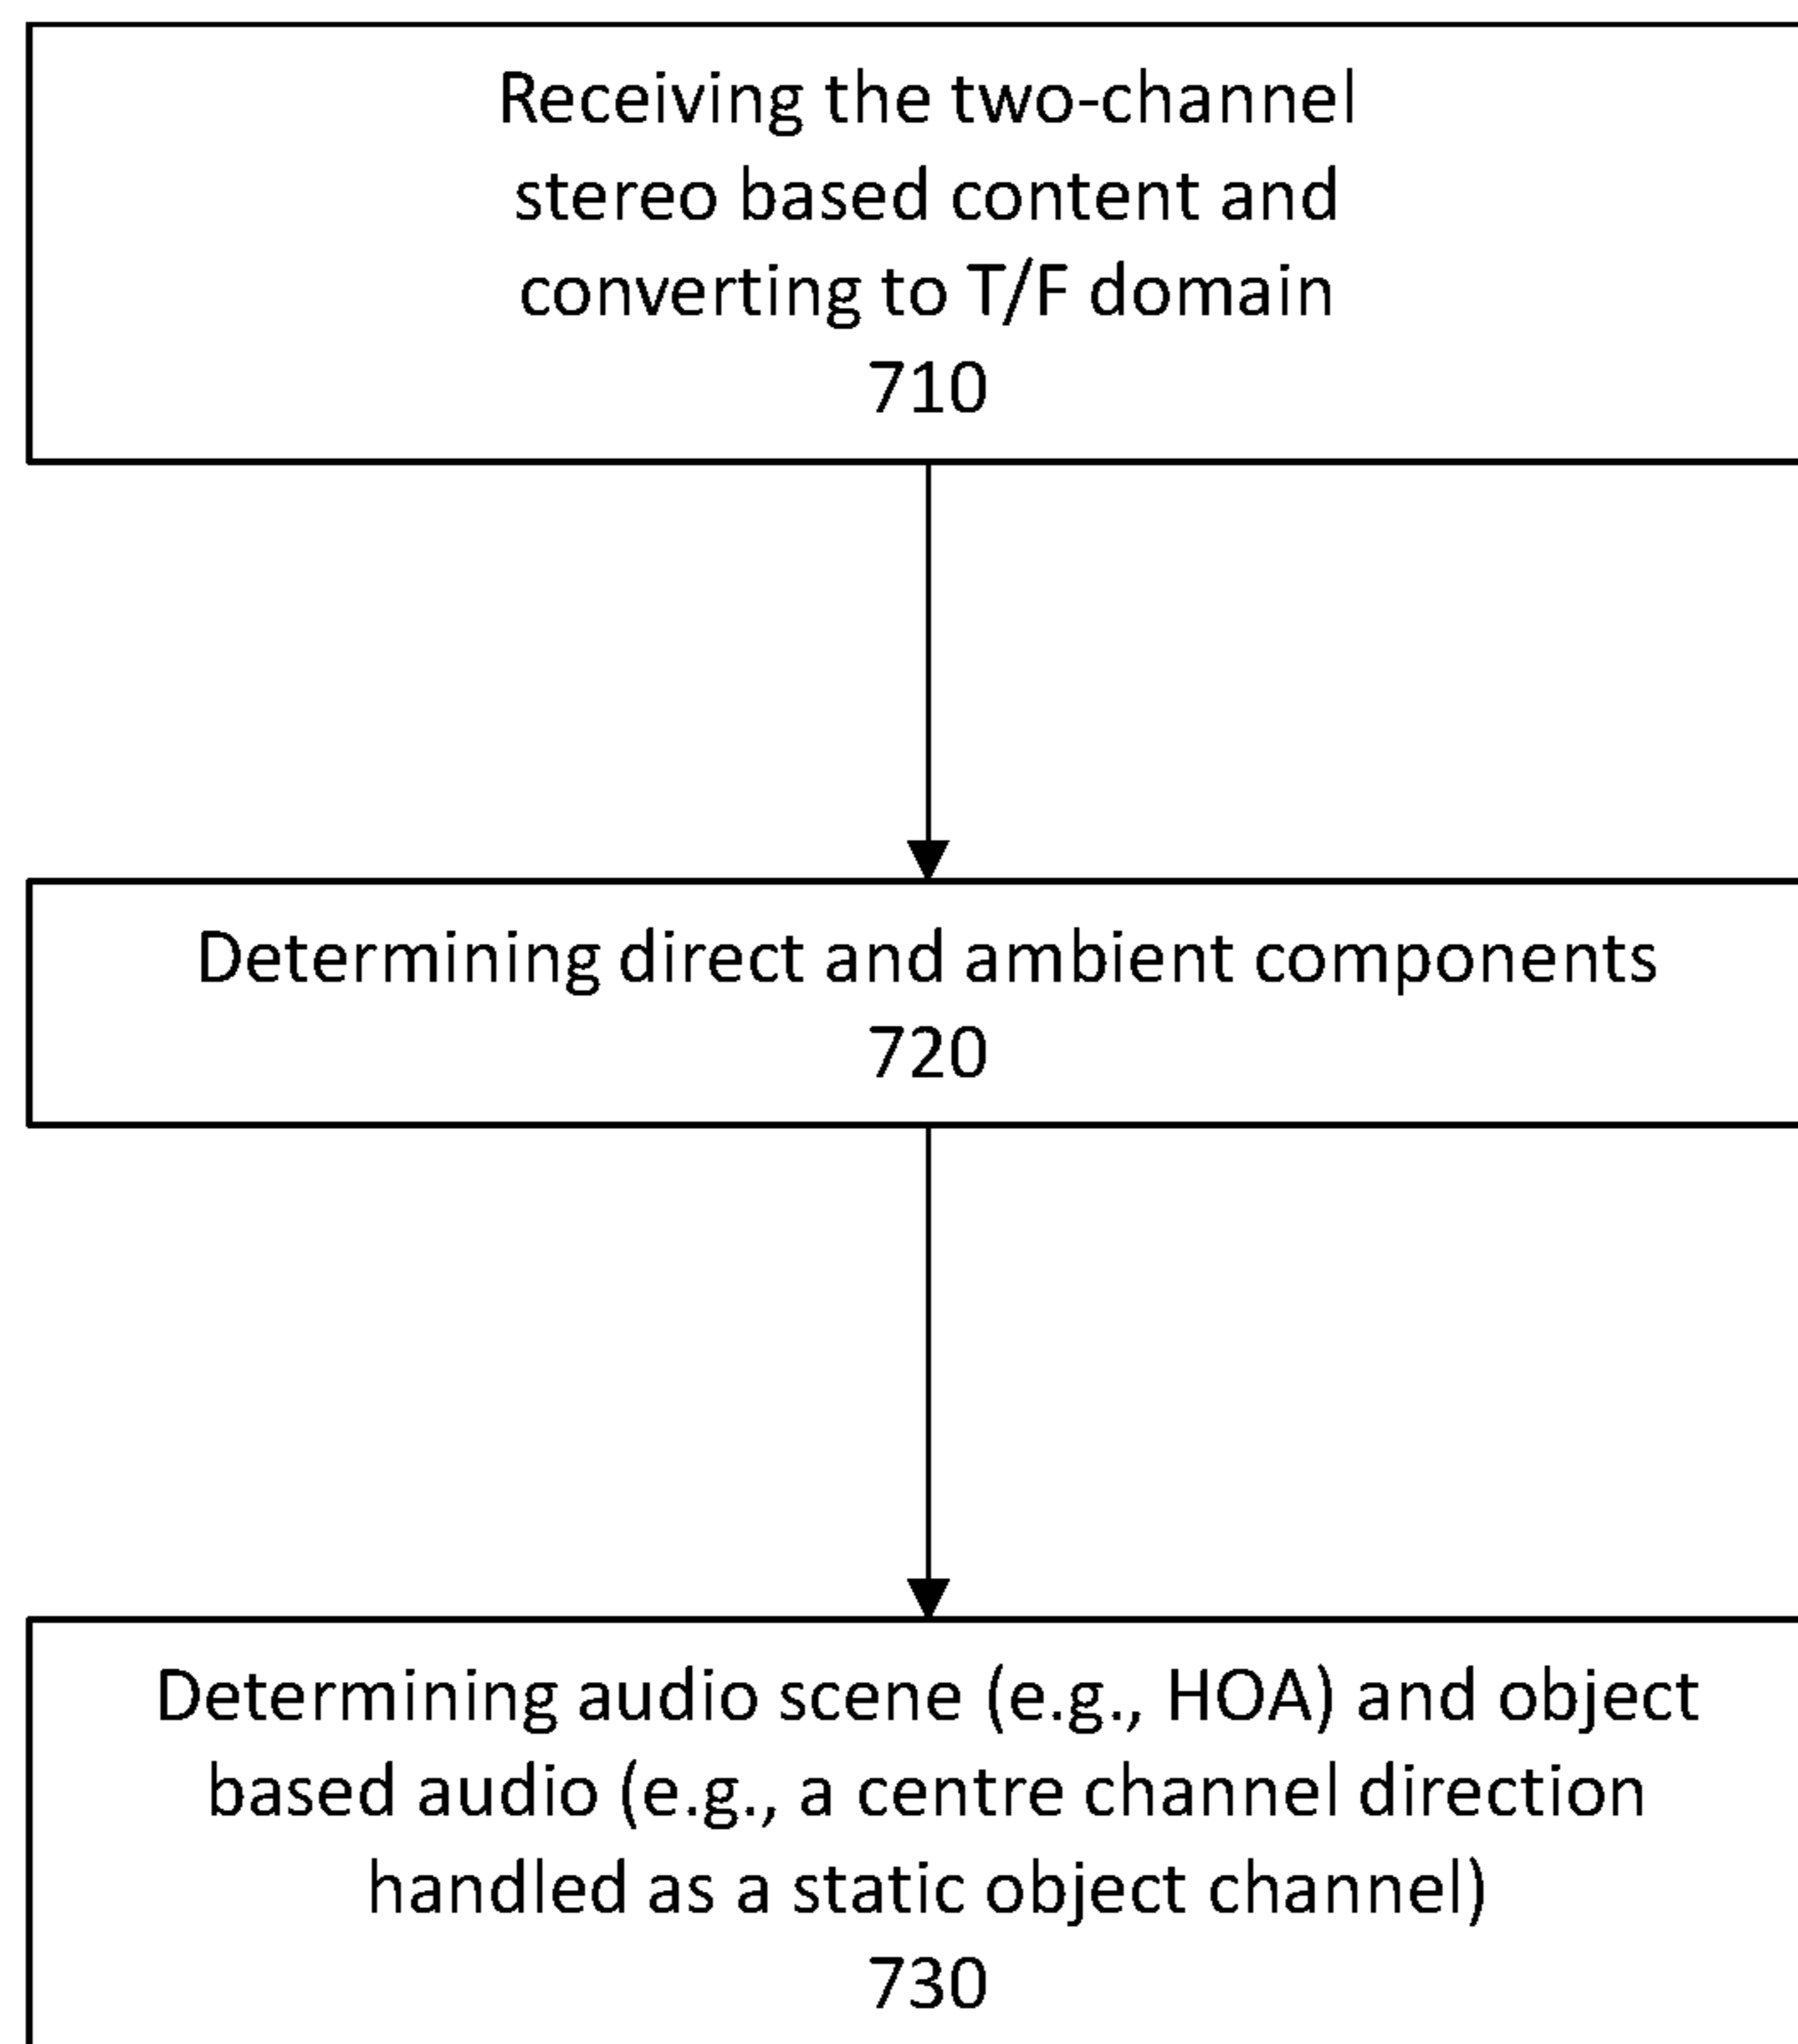 Receiving the two-channel
stereo based content and
converting to T/F domain
710
Determining direct and ambient components
720
Determining audio scene (e.g., HOA) and object
based audio (e.g., a centre channel direction
handled as a static object channel)
730